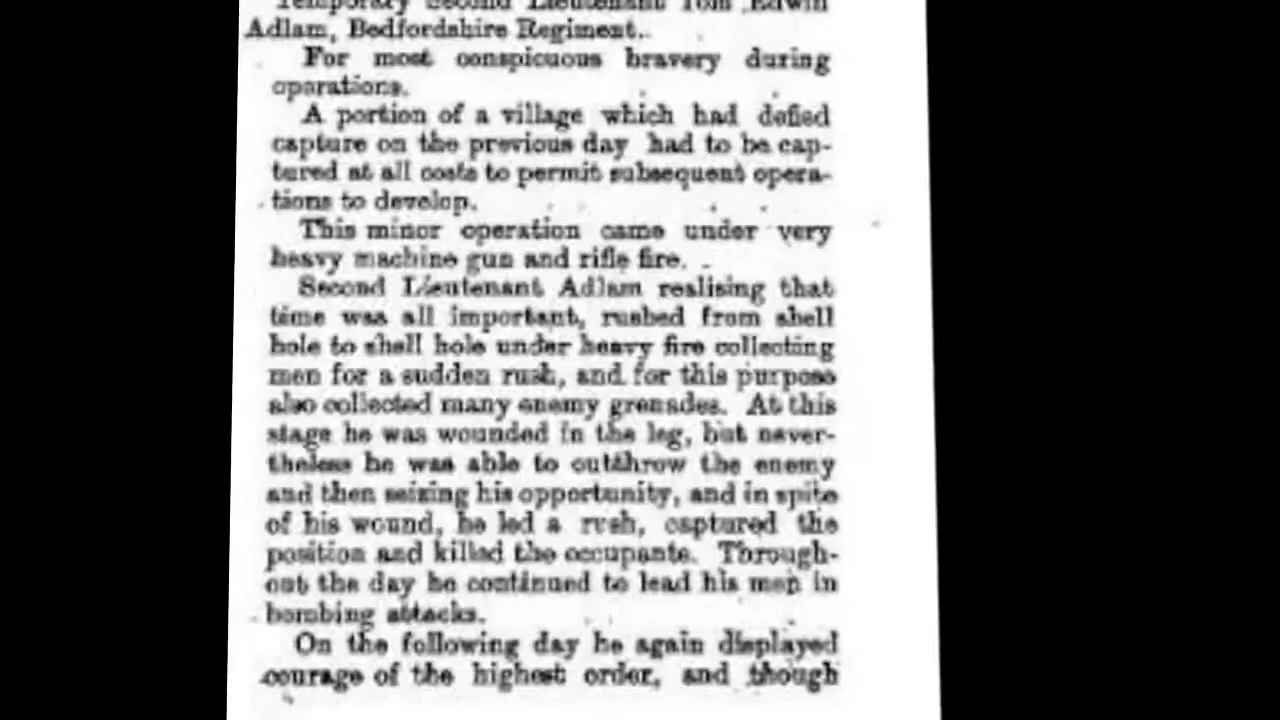 Temporary Second Lieutenant Tom Edwin
Adlam, Bedfordshire Regiment.
For most conspicuous bravery during
operations.
A portion of a village which had defied
capture on the previous day had to be cap-
tured at all costs to permit subsequent opera-
tions to develop.
This minor operation came under very
heavy machine gun and rifle fire.
Second Lieutenant Adlam realising that
time was all important, rushed from shell
hole to shell hole under heavy fire collecting
men for a sudden rush, and for this purpose
also collected many enemy grenades. At this
stage he was wounded in the leg, but never-
theless he was able to outthrow the enemy
and then seizing his opportunity, and in spite
of his wound, he led a rush, captured the
position and killed the occupants. Through-
out the day he continued to lead his men in
bombing attacks.
On the following day he again displayed
courage of the highest order, and though